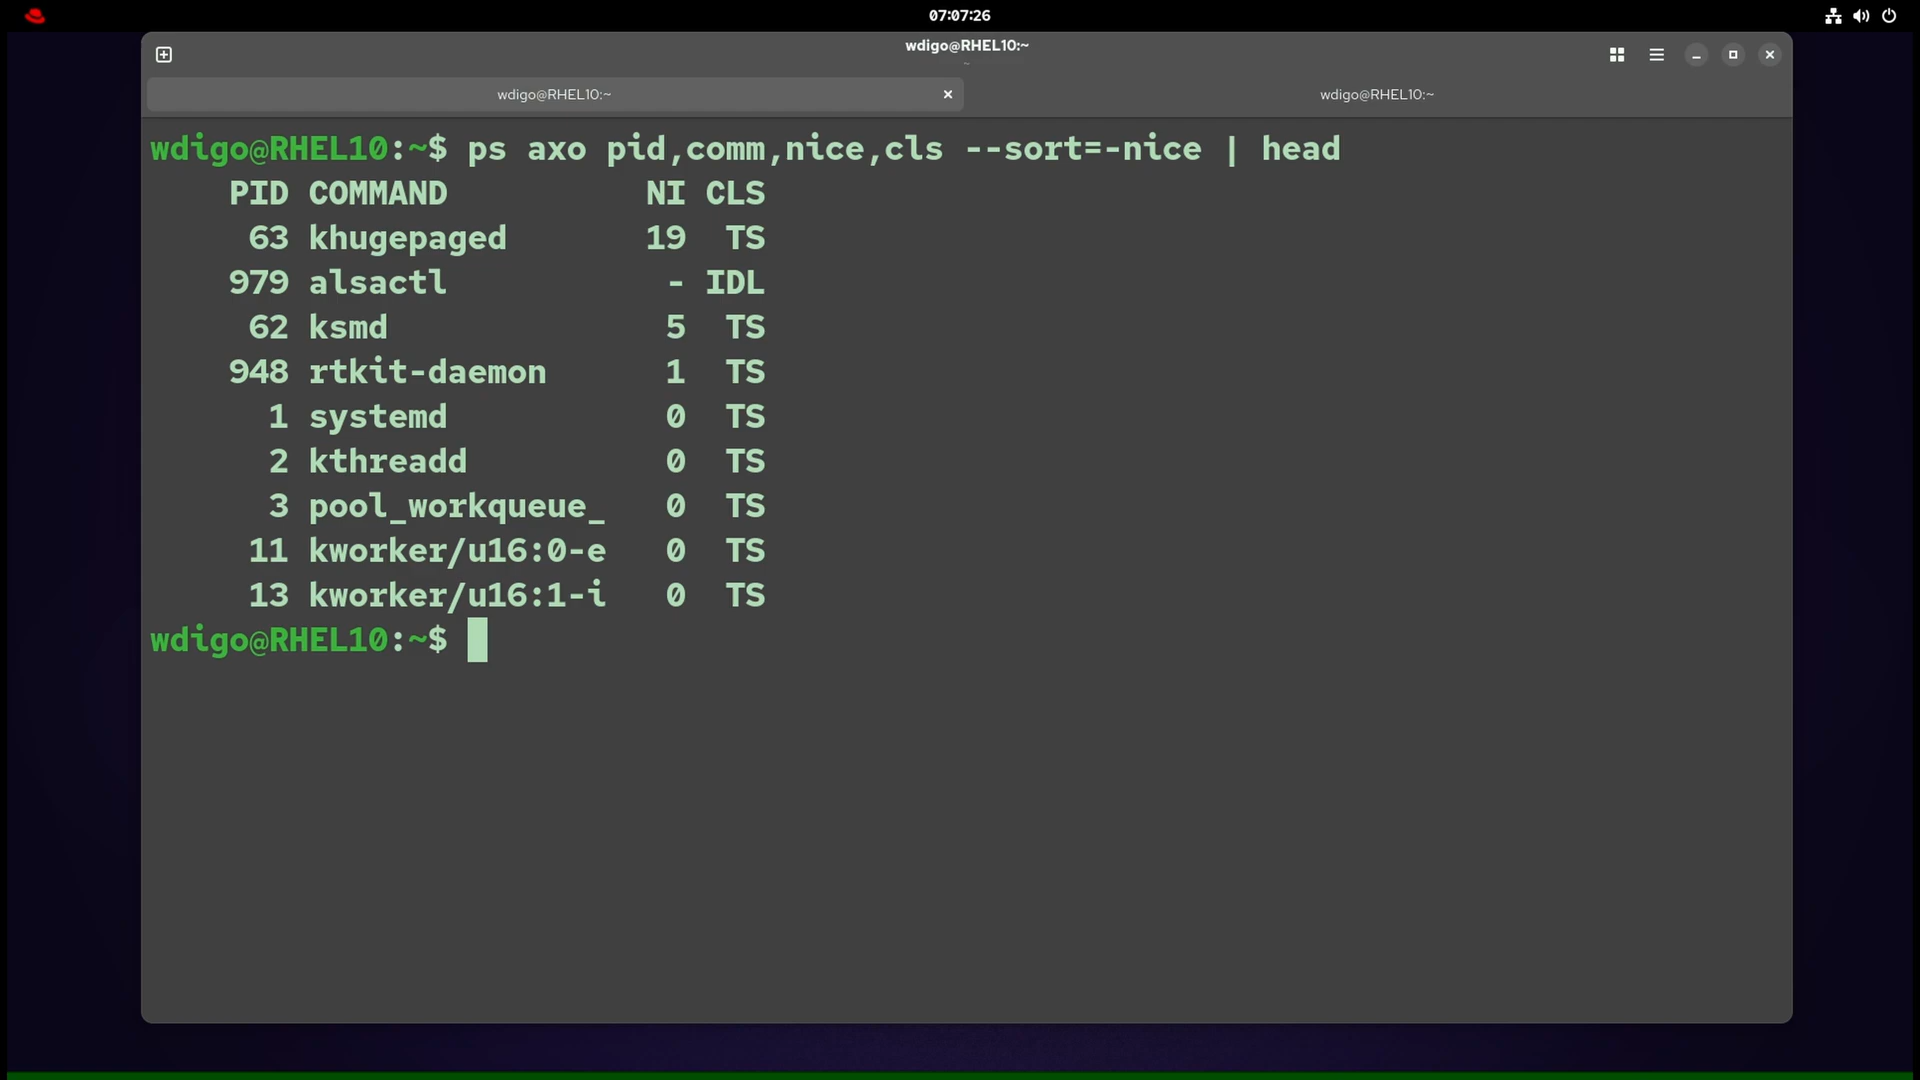 07:07:26
wdigo@RHEL10:~
~
wdigo@RHEL10:~ wdigo@RHEL10:~
wdigo@RHEL10:~$ ps axo pid,comm,nice,cls --sort=-nice | head
    PID COMMAND          NI CLS
     63 khugepaged       19  TS
    979 alsactl           - IDL
     62 ksmd              5  TS
    948 rtkit-daemon      1  TS
      1 systemd           0  TS
      2 kthreadd          0  TS
      3 pool_workqueue_   0  TS
     11 kworker/u16:0-e   0  TS
     13 kworker/u16:1-i   0  TS
wdigo@RHEL10:~$